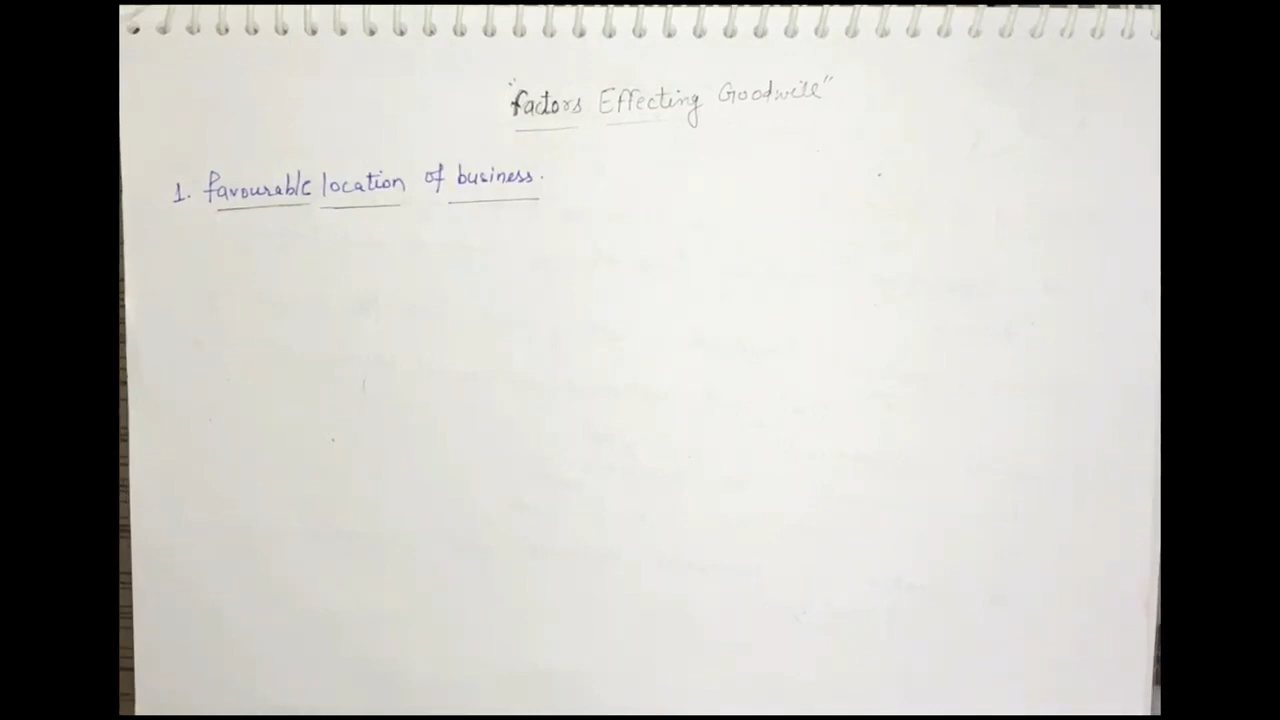 "Factors Effecting Goodwill"
1. favourable location of business.